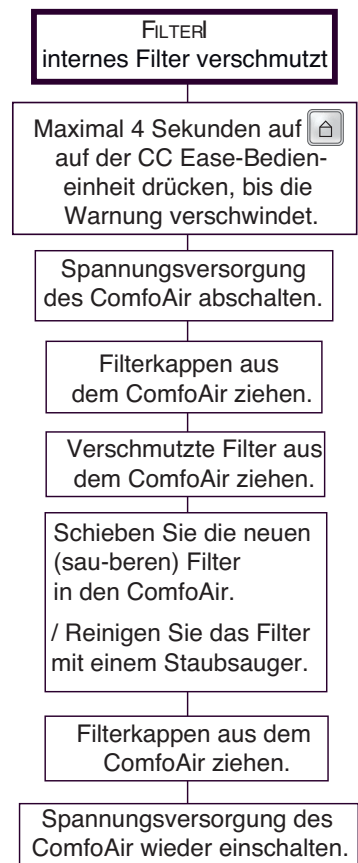 FILTERI
internes Filter verschmutzt
Maximal 4 Sekunden auf
auf der CC Ease-Bedien-
einheit drücken, bis die
Warnung verschwindet.
Spannungsversorgung
des ComfoAir abschalten.
Filterkappen aus
dem ComfoAir ziehen.
Verschmutzte Filter aus
dem ComfoAir ziehen.
Schieben Sie die neuen
(sau-beren) Filter
in den ComfoAir.
/ Reinigen Sie das Filter
mit einem Staubsauger.
Filterkappen aus dem
ComfoAir ziehen.
Spannungsversorgung des
ComfoAir wieder einschalten.